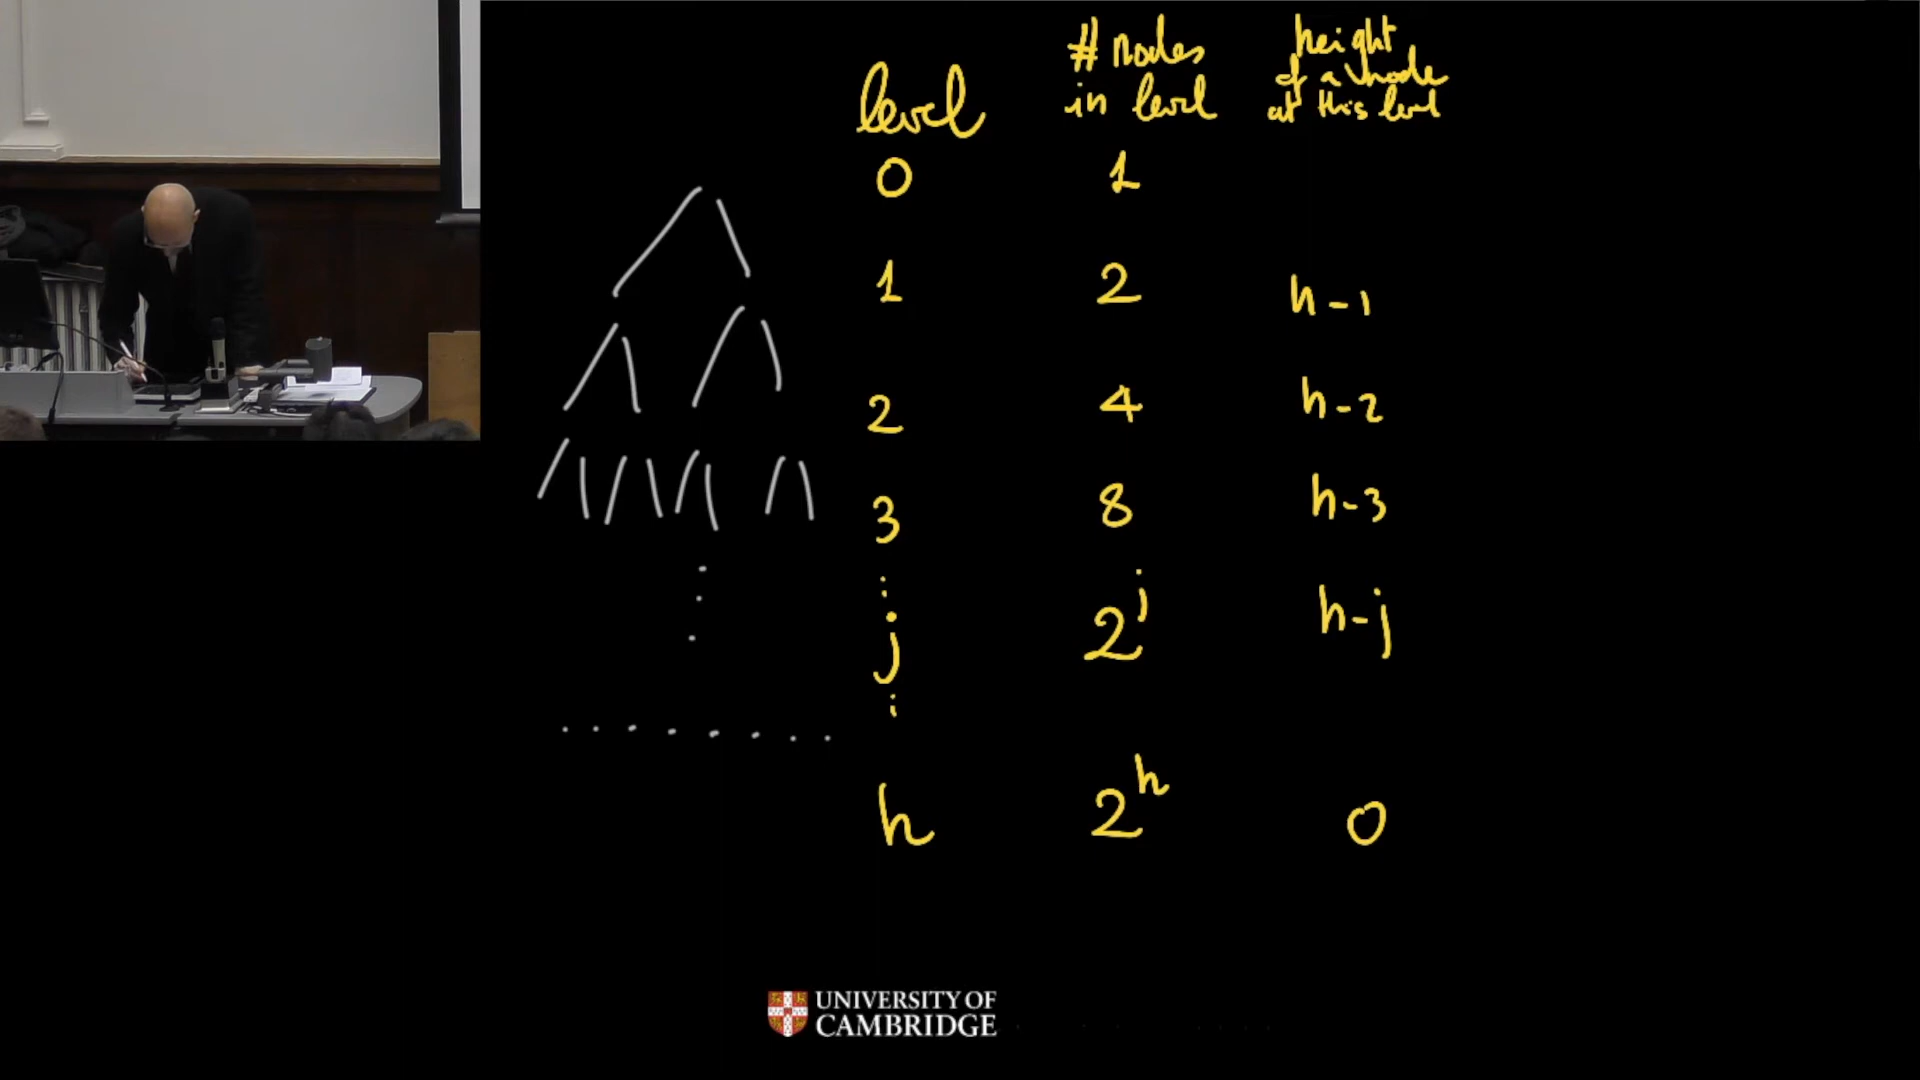 level
# nodes
in level
height
of a node
at this level
0 1
1 2 h-1
2 4 h-2
3 8 h-3
⋮
j 2^j h-j
⋮
h 2^h 0
UNIVERSITY OF
CAMBRIDGE